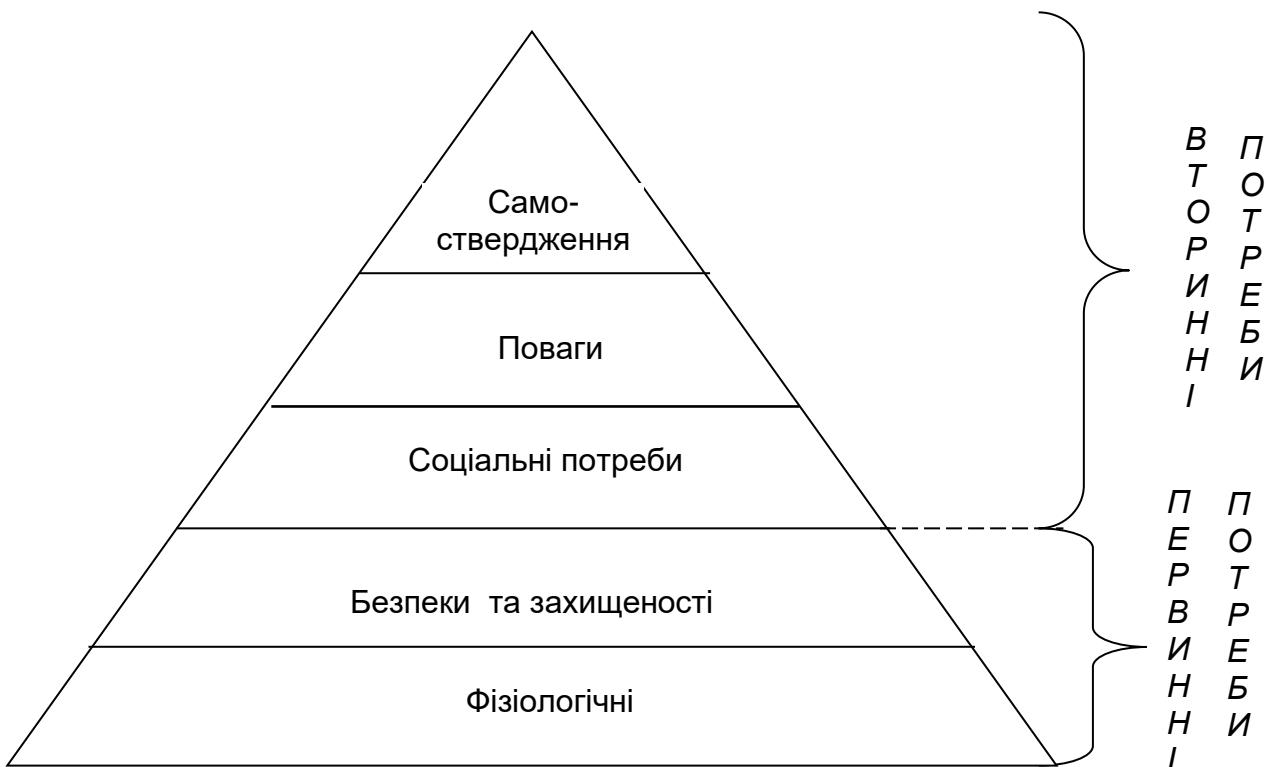 Само-
ствердження
Поваги
Соціальні потреби
Безпеки та захищеності
Фізіологічні
ВТОРИННІ
ПОТРЕБИ
ПЕРВИННІ
ПОТРЕБИ